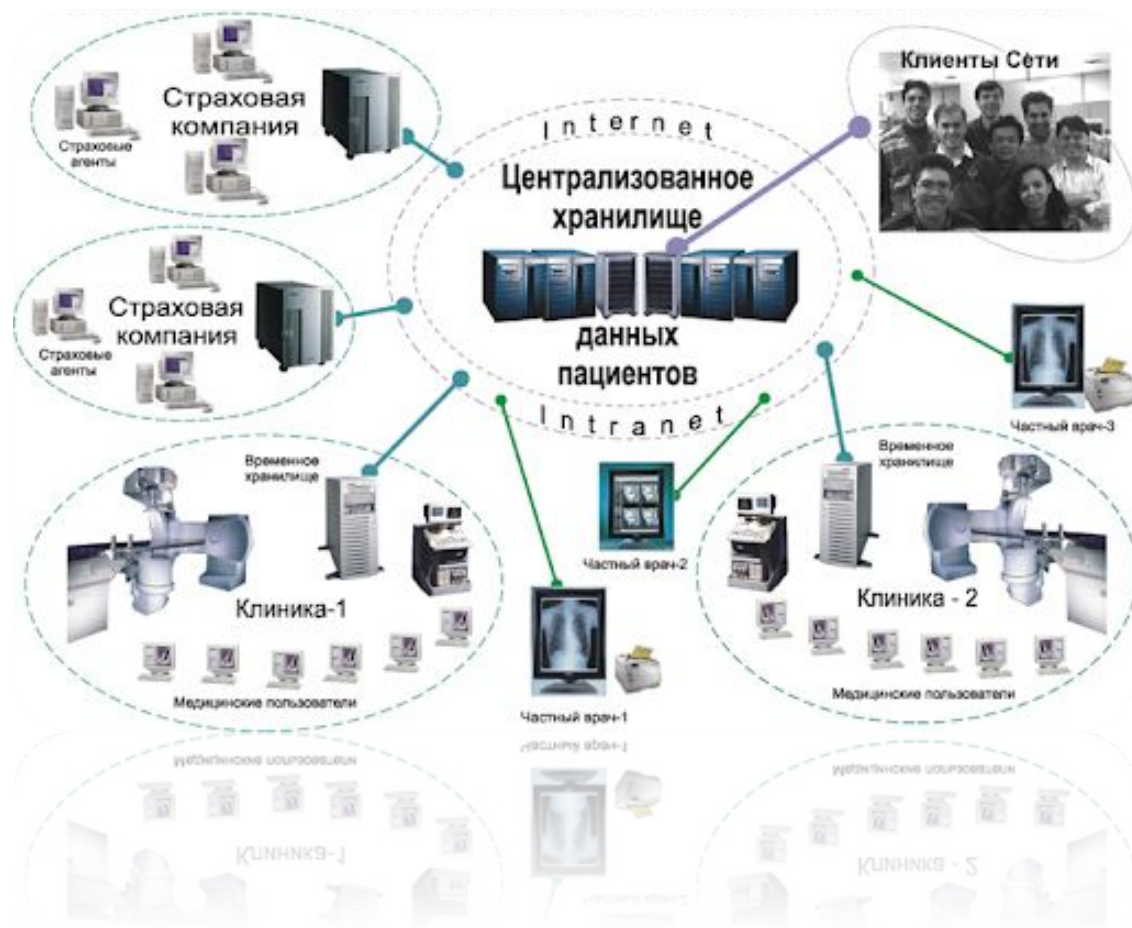 Страховая
компания
Страховые
агенты
Клиенты Сети
Internet
Централизованное
хранилище
данных
пациентов
Intranet
Страховая
компания
Страховые
агенты
Частный врач-3
Временное
хранилище
Клиника-1
Медицинские пользователи
Частный врач-2
Частный врач-1
Временное
хранилище
Клиника - 2
Медицинские пользователи